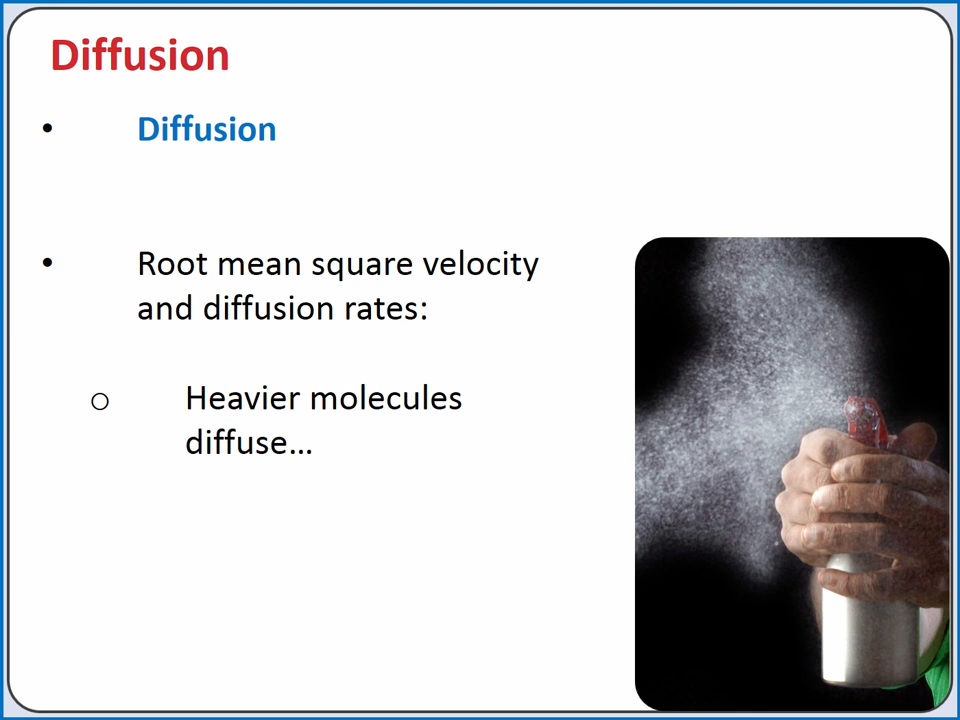 Diffusion
• Diffusion
• Root mean square velocity
and diffusion rates:
o Heavier molecules
diffuse…